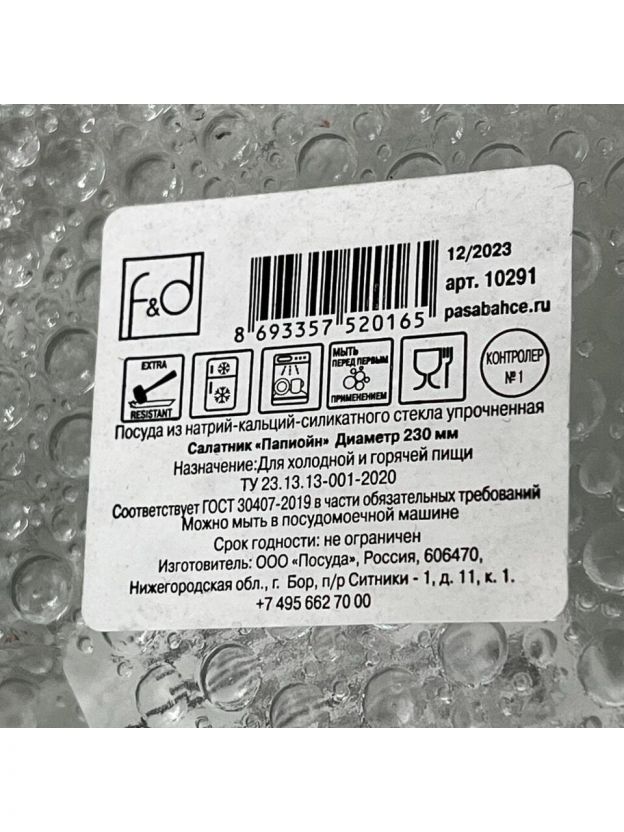 f&d
8 693357 520165
12/2023
арт. 10291
pasabahce.ru
EXTRA
RESISTANT
МЫТЬ
ПЕРЕД ПЕРВЫМ
ПРИМЕНЕНИЕМ
КОНТРОЛЕР
№ 1
Посуда из натрий-кальций-силикатного стекла упрочненная
Салатник «Папиойн» Диаметр 230 мм
Назначение:Для холодной и горячей пищи
ТУ 23.13.13-001-2020
Соответствует ГОСТ 30407-2019 в части обязательных требований
Можно мыть в посудомоечной машине
Срок годности: не ограничен
Изготовитель: ООО «Посуда», Россия, 606470,
Нижегородская обл., г. Бор, п/р Ситники - 1, д. 11, к. 1.
+7 495 662 70 00